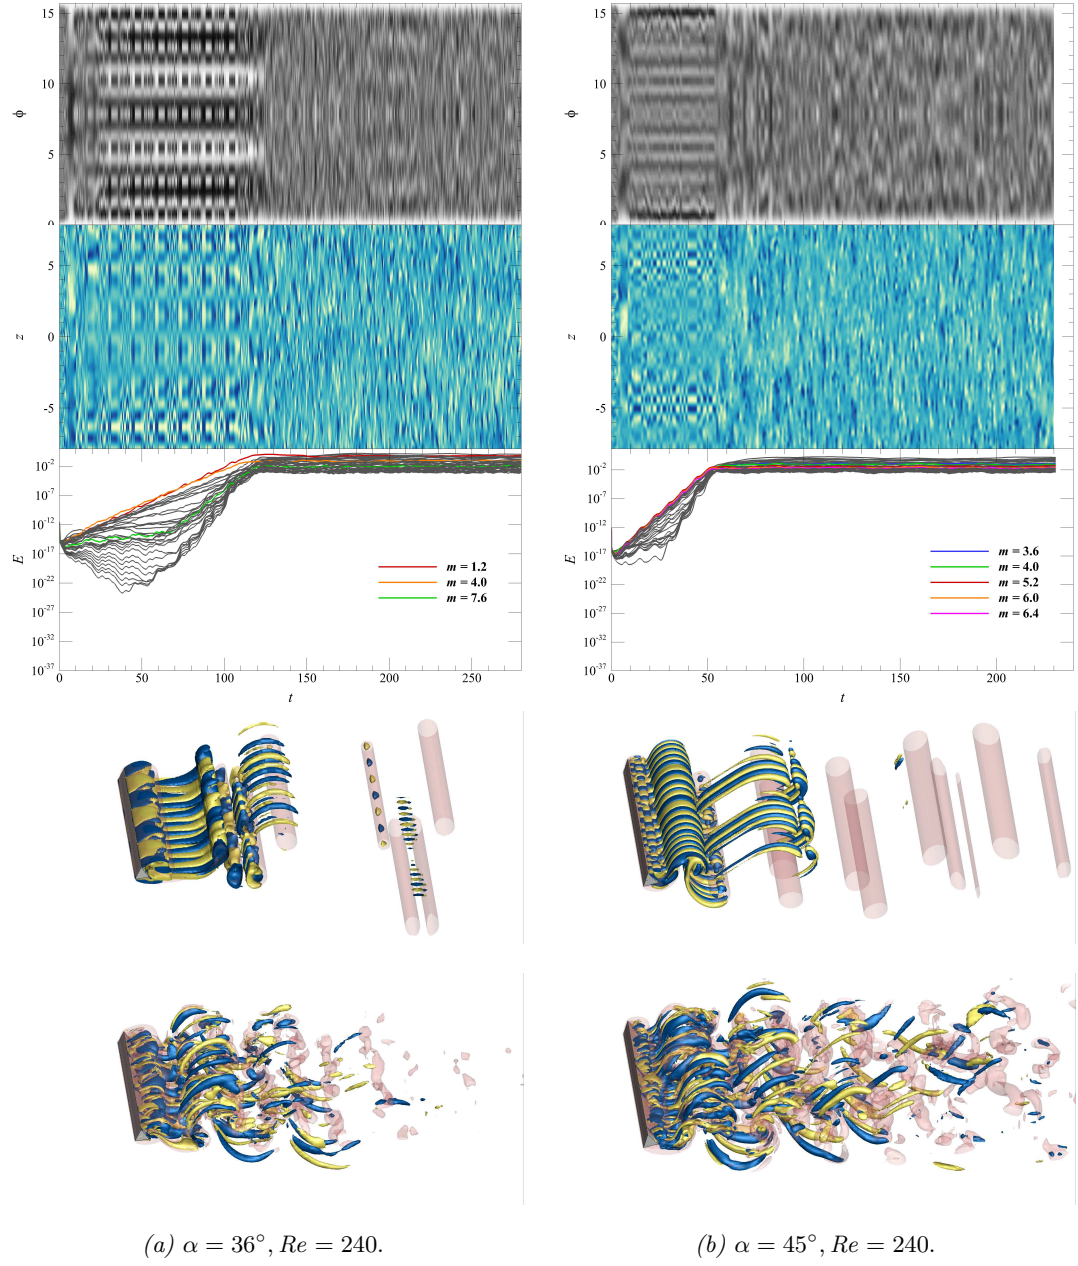 15
10
5
0
ϕ
15
10
5
0
ϕ
5
0
-5
z
5
0
-5
z
10⁻²
10⁻⁷
10⁻¹²
10⁻¹⁷
10⁻²²
10⁻²⁷
10⁻³²
10⁻³⁷
E
m = 1.2
m = 4.0
m = 7.6
0 50 100 150 200 250
t
10⁻²
10⁻⁷
10⁻¹²
10⁻¹⁷
10⁻²²
10⁻²⁷
10⁻³²
10⁻³⁷
E
m = 3.6
m = 4.0
m = 5.2
m = 6.0
m = 6.4
0 50 100 150 200
t
(a) α = 36°, Re = 240.
(b) α = 45°, Re = 240.